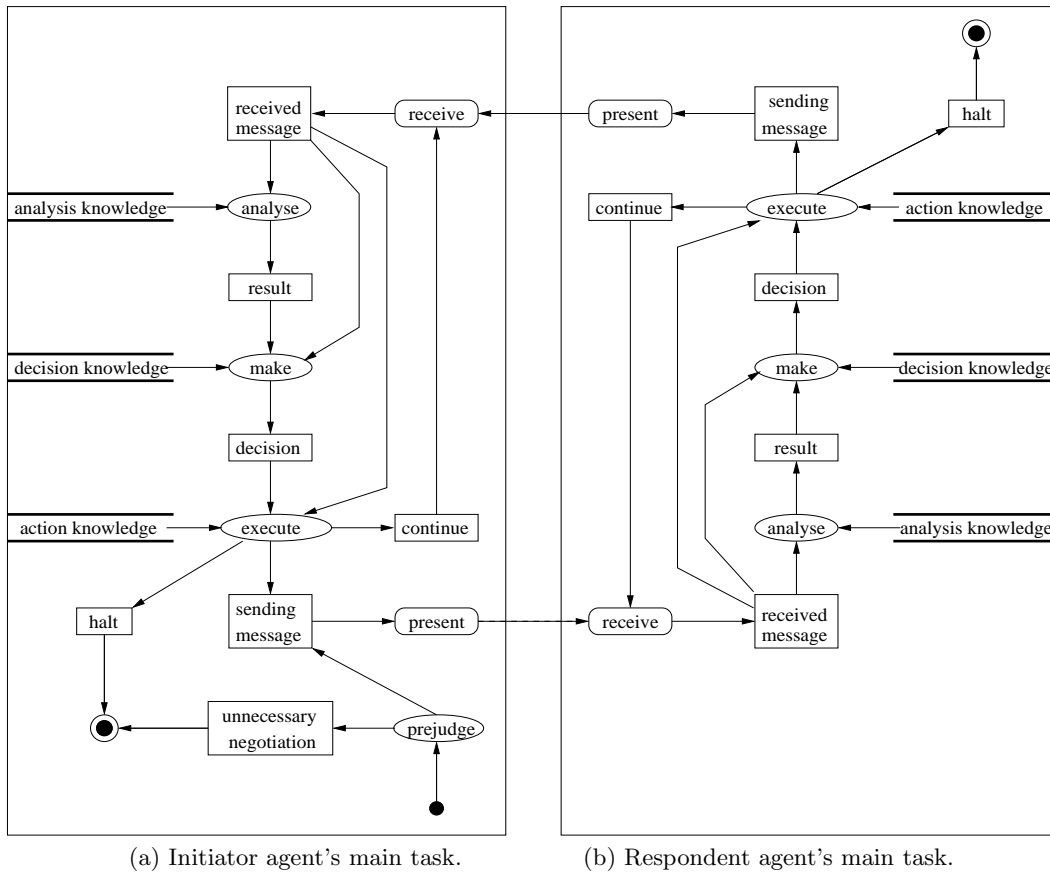 received
message
receive
analysis knowledge
analyse
result
decision knowledge
make
decision
action knowledge
execute
continue
halt
sending
message
present
unnecessary
negotiation
prejudge
(a) Initiator agent's main task.
halt
present
sending
message
continue
execute
action knowledge
decision
make
decision knowledge
result
analyse
analysis knowledge
receive
received
message
(b) Respondent agent's main task.